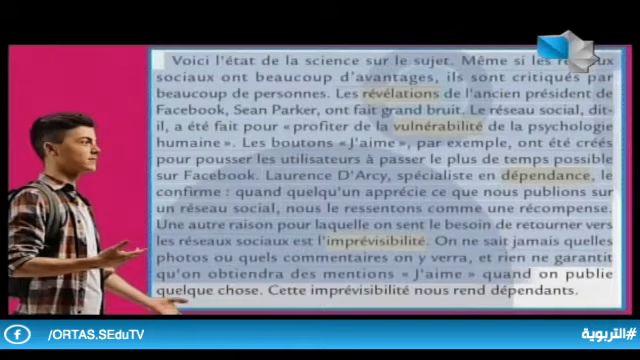 Voici l'état de la science sur le sujet. Même si les réseaux
sociaux ont beaucoup d'avantages, ils sont critiqués par
beaucoup de personnes. Les révélations de l'ancien président de
Facebook, Sean Parker, ont fait grand bruit. Le réseau social, dit-
il, a été fait pour « profiter de la vulnérabilité de la psychologie
humaine ». Les boutons « J'aime », par exemple, ont été créés
pour pousser les utilisateurs à passer le plus de temps possible
sur Facebook. Laurence D'Arcy, spécialiste en dépendance, le
confirme : quand quelqu'un apprécie ce que nous publions sur
un réseau social, nous le ressentons comme une récompense.
Une autre raison pour laquelle on sent le besoin de retourner vers
les réseaux sociaux est l'imprévisibilité. On ne sait jamais quelles
photos ou quels commentaires on y verra, et rien ne garantit
qu'on obtiendra des mentions « J'aime » quand on publie
quelque chose. Cette imprévisibilité nous rend dépendants.
/ORTAS.SEduTV
#التربوية